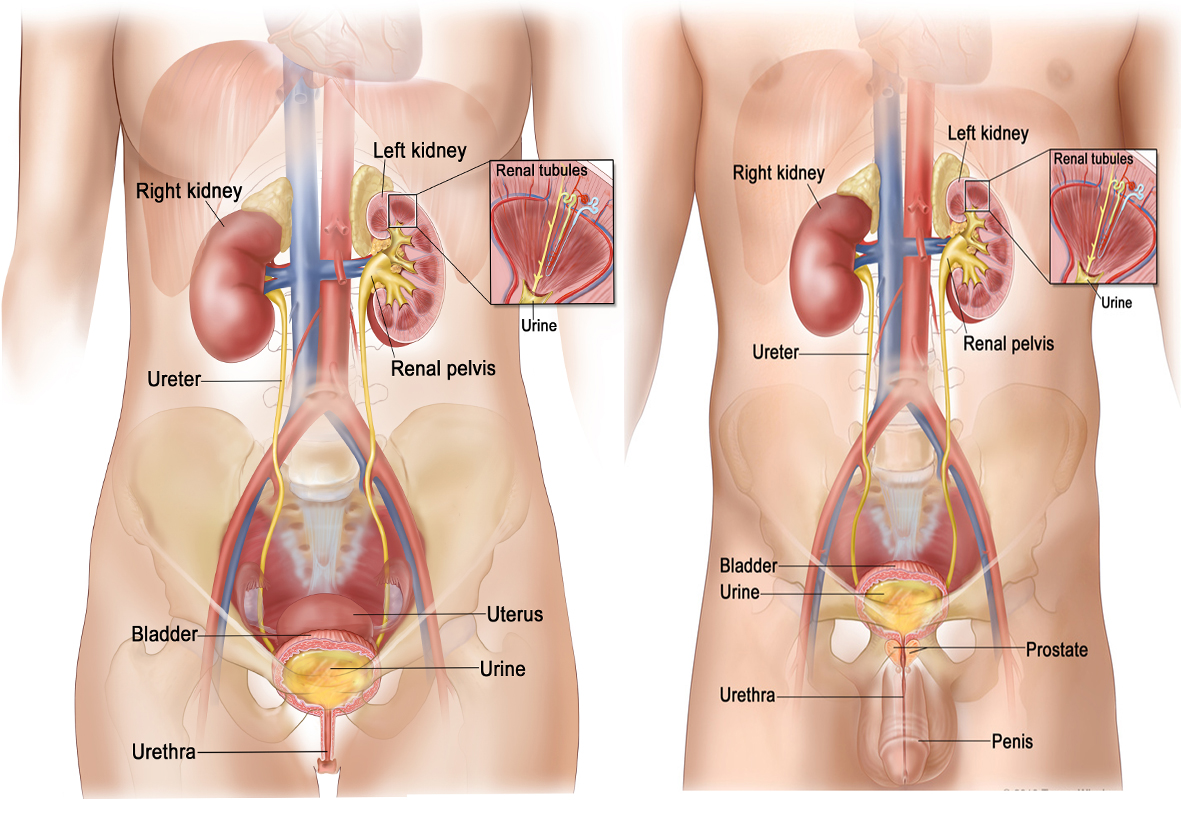 Left kidney
Renal tubules
Right kidney
Urine
Renal pelvis
Ureter
Uterus
Bladder
Urine
Urethra
Left kidney
Renal tubules
Right kidney
Urine
Renal pelvis
Ureter
Bladder
Urine
Prostate
Urethra
Penis